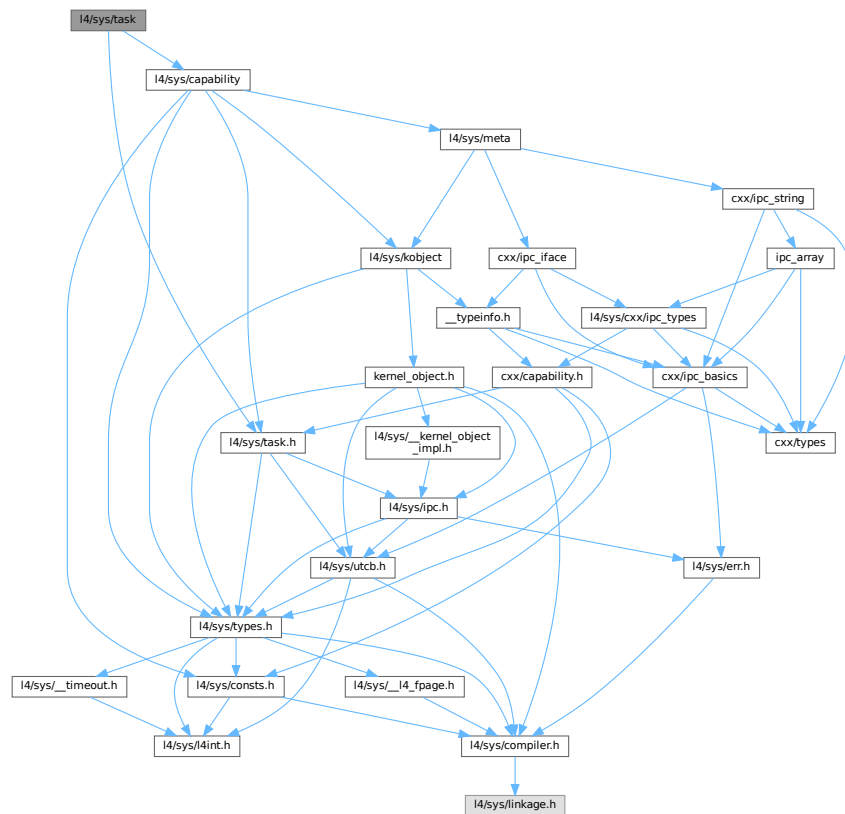 l4/sys/task
l4/sys/capability
l4/sys/meta
cxx/ipc_string
l4/sys/kobject
cxx/ipc_iface
ipc_array
__typeinfo.h
l4/sys/cxx/ipc_types
kernel_object.h
cxx/capability.h
cxx/ipc_basics
l4/sys/task.h
l4/sys/__kernel_object
_impl.h
cxx/types
l4/sys/ipc.h
l4/sys/utcb.h
l4/sys/err.h
l4/sys/types.h
l4/sys/__timeout.h
l4/sys/consts.h
l4/sys/__l4_fpage.h
l4/sys/l4int.h
l4/sys/compiler.h
l4/sys/linkage.h